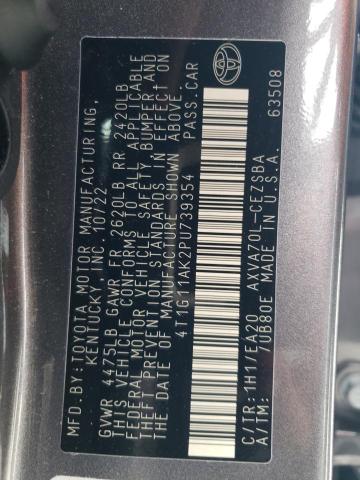 MFD.BY:TOYOTA MOTOR MANUFACTURING,
KENTUCKY, INC. 10/22
GVWR 4475LB GAWR FR 2620LB RR 2420LB
THIS VEHICLE CONFORMS TO ALL APPLICABLE
FEDERAL MOTOR VEHICLE SAFETY, BUMPER AND
THEFT PREVENTION STANDARDS IN EFFECT ON
THE DATE OF MANUFACTURE SHOWN ABOVE.
4T1G11AK2PU739354 PASS.CAR
C/TR:1H1/EA20 AXVA70L-CEZSBA
A/TM: /UB80E MADE IN U.S.A.
63508
TOYOTA